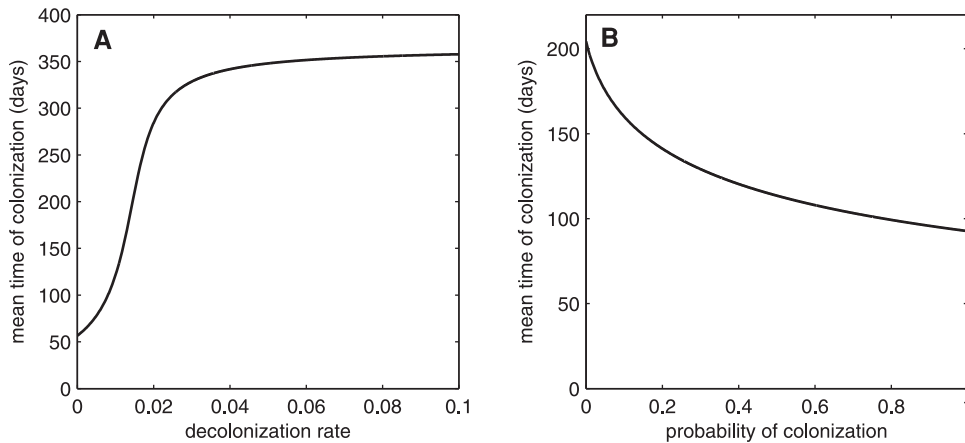 A
400
350
300
250
200
150
100
50
0
0 0.02 0.04 0.06 0.08 0.1
decolonization rate
mean time of colonization (days)
B
200
150
100
50
0
0 0.2 0.4 0.6 0.8 1
probability of colonization
mean time of colonization (days)